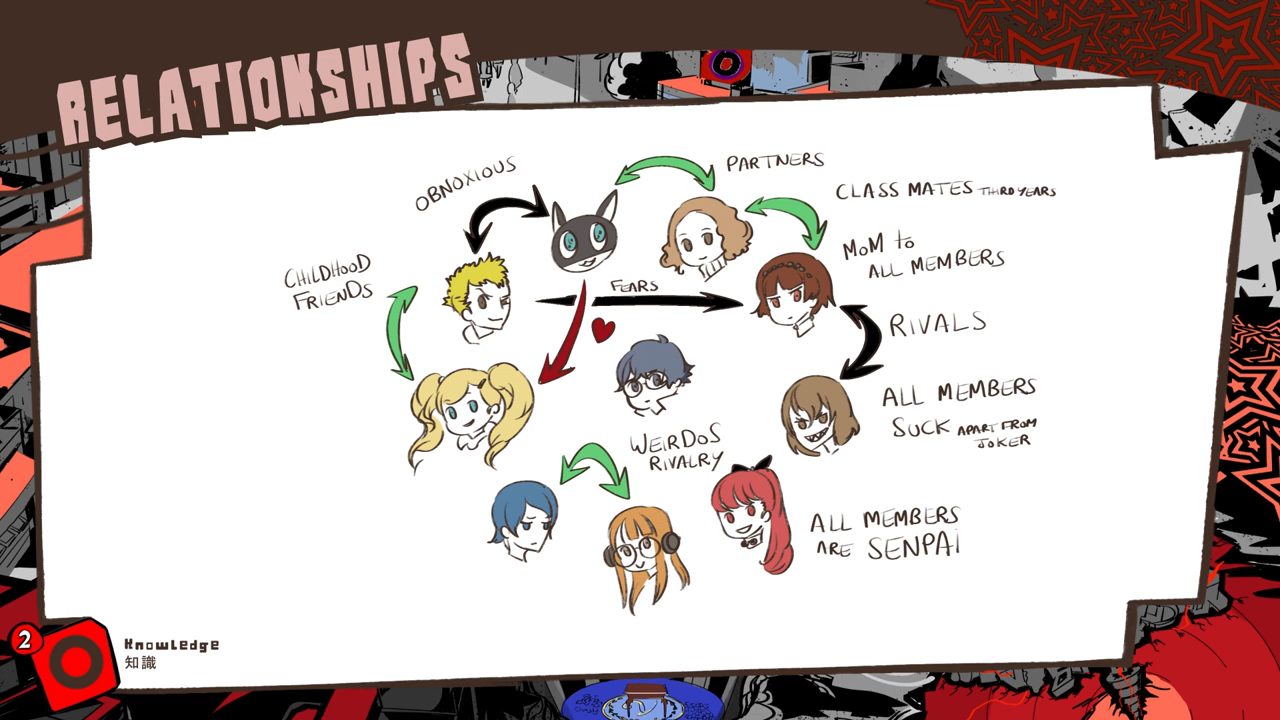 RELATIONSHIPS
OBNOXIOUS
PARTNERS
CLASS MATES THIRD YEARS
MOM to
ALL MEMBERS
CHILDHOOD
FRIENDS
FEARS
RIVALS
ALL MEMBERS
SUCK APART FROM
JOKER
WEIRDOS
RIVALRY
ALL MEMBERS
ARE SENPAi
2
Knowledge
知識